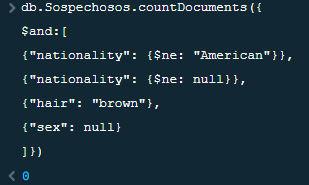 > db.Sospechosos.countDocuments({
$and:[
{"nationality": {$ne: "American"}},
{"nationality": {$ne: null}},
{"hair": "brown"},
{"sex": null}
]})
< 0